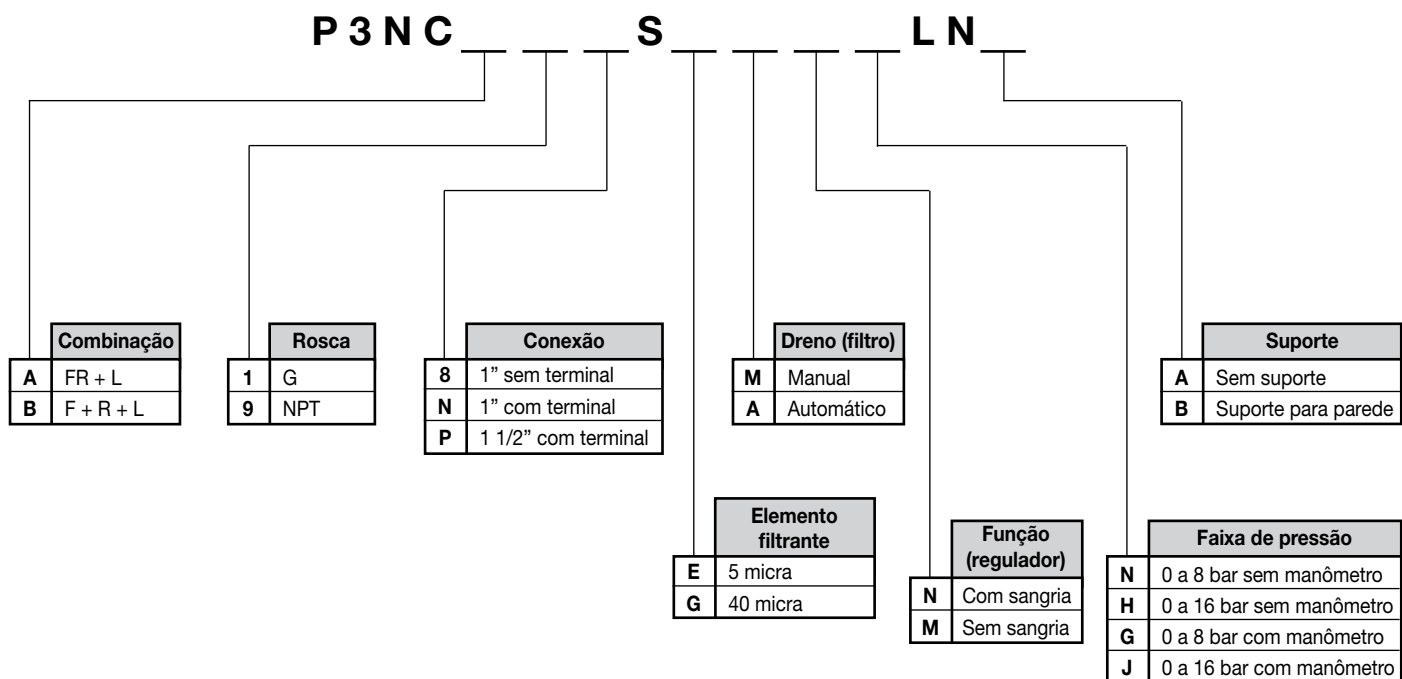 P 3 N C _ _ _ S _ _ _ _ L N _
Combinação
A FR + L
B F + R + L
Rosca
1 G
9 NPT
Conexão
8 1” sem terminal
N 1” com terminal
P 1 1/2” com terminal
Dreno (filtro)
M Manual
A Automático
Suporte
A Sem suporte
B Suporte para parede
Elemento
filtrante
E 5 micra
G 40 micra
Função
(regulador)
N Com sangria
M Sem sangria
Faixa de pressão
N 0 a 8 bar sem manômetro
H 0 a 16 bar sem manômetro
G 0 a 8 bar com manômetro
J 0 a 16 bar com manômetro